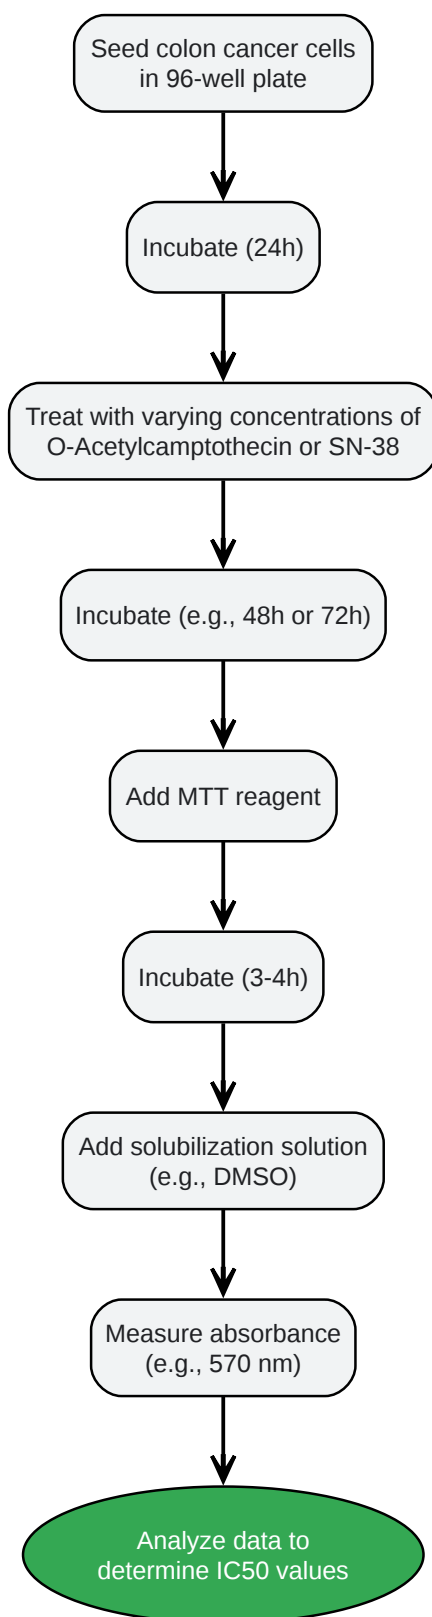 Seed colon cancer cells
in 96-well plate
Incubate (24h)
Treat with varying concentrations of
O-Acetylcamptothecin or SN-38
Incubate (e.g., 48h or 72h)
Add MTT reagent
Incubate (3-4h)
Add solubilization solution
(e.g., DMSO)
Measure absorbance
(e.g., 570 nm)
Analyze data to
determine IC50 values